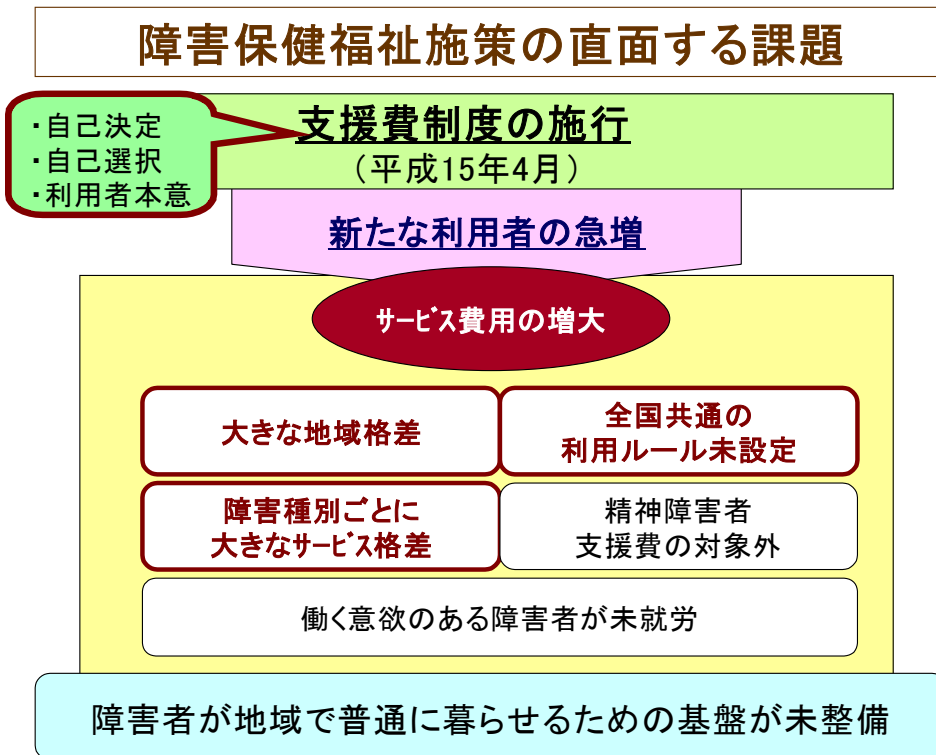 障害保健福祉施策の直面する課題
・自己決定
・自己選択
・利用者本意
支援費制度の施行
（平成15年4月）
新たな利用者の急増
ｻｰﾋﾞｽ費用の増大
大きな地域格差
全国共通の
利用ルール未設定
障害種別ごとに
大きなｻｰﾋﾞｽ格差
精神障害者
支援費の対象外
働く意欲のある障害者が未就労
障害者が地域で普通に暮らせるための基盤が未整備